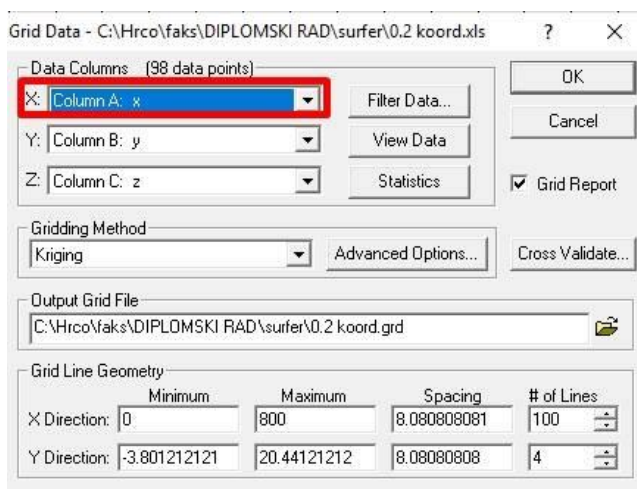 Grid Data - C:\Hrco\faks\DIPLOMSKI RAD\surfer\0.2 koord.xls ? X
Data Columns (98 data points)
OK
X: Column A: x
Filter Data...
Cancel
Y: Column B: y
View Data
Z: Column C: z
Statistics
Grid Report
Gridding Method
Kriging
Advanced Options...
Cross Validate...
Output Grid File
C:\Hrco\faks\DIPLOMSKI RAD\surfer\0.2 koord.grd
Grid Line Geometry
Minimum Maximum Spacing # of Lines
X Direction: 0 800 8.080808081 100
Y Direction: -3.801212121 20.44121212 8.08080808 4